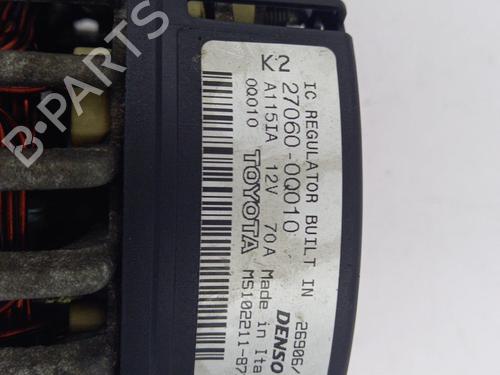 K2
IC REGULATOR BUILT IN
27060-0Q010
A115IA 12V 70A
0Q010
TOYOTA
Made in
MS102211-87
26906/
DENSO
B-PARTS